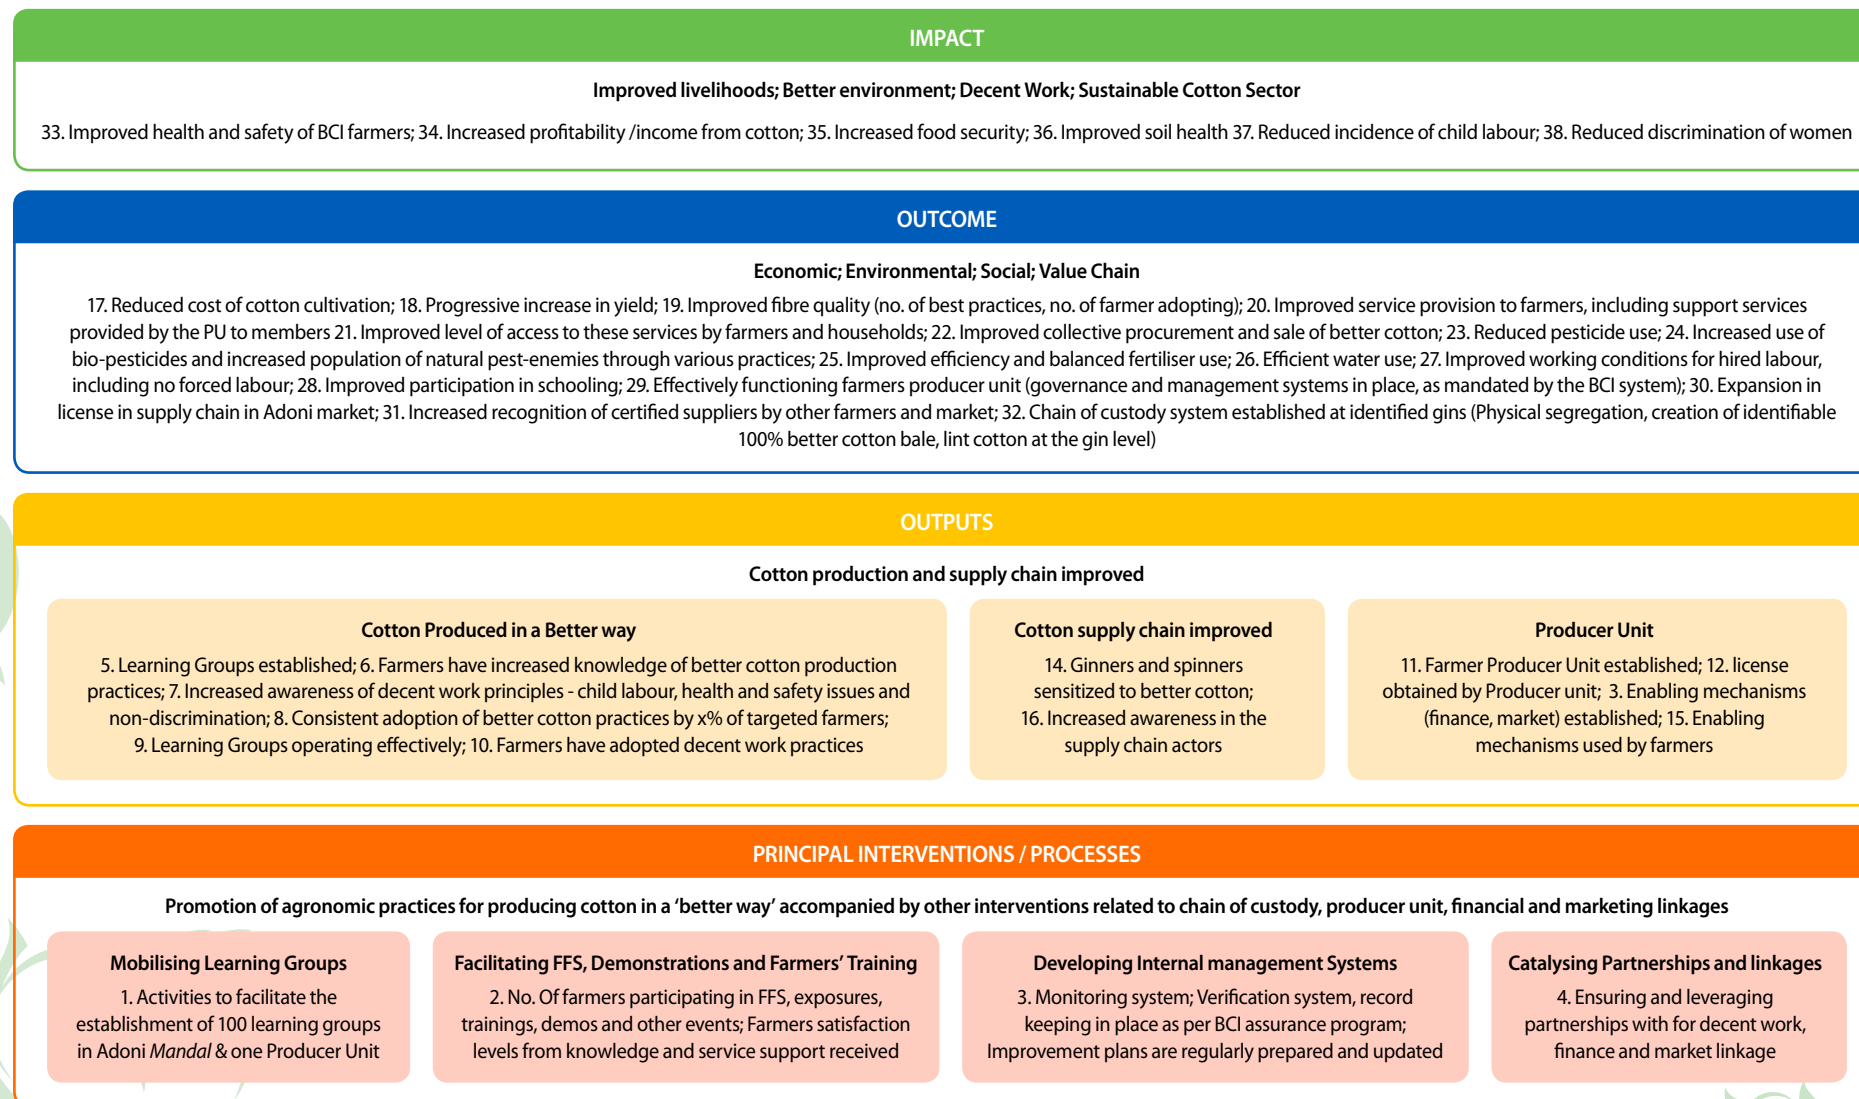 IMPACT
Improved livelihoods; Better environment; Decent Work; Sustainable Cotton Sector
33. Improved health and safety of BCI farmers; 34. Increased profitability /income from cotton; 35. Increased food security; 36. Improved soil health 37. Reduced incidence of child labour; 38. Reduced discrimination of women
OUTCOME
Economic; Environmental; Social; Value Chain
17. Reduced cost of cotton cultivation; 18. Progressive increase in yield; 19. Improved fibre quality (no. of best practices, no. of farmer adopting); 20. Improved service provision to farmers, including support services
provided by the PU to members 21. Improved level of access to these services by farmers and households; 22. Improved collective procurement and sale of better cotton; 23. Reduced pesticide use; 24. Increased use of
bio-pesticides and increased population of natural pest-enemies through various practices; 25. Improved efficiency and balanced fertiliser use; 26. Efficient water use; 27. Improved working conditions for hired labour,
including no forced labour; 28. Improved participation in schooling; 29. Effectively functioning farmers producer unit (governance and management systems in place, as mandated by the BCI system); 30. Expansion in
license in supply chain in Adoni market; 31. Increased recognition of certified suppliers by other farmers and market; 32. Chain of custody system established at identified gins (Physical segregation, creation of identifiable
100% better cotton bale, lint cotton at the gin level)
OUTPUTS
Cotton production and supply chain improved
Cotton Produced in a Better way
5. Learning Groups established; 6. Farmers have increased knowledge of better cotton production
practices; 7. Increased awareness of decent work principles - child labour, health and safety issues and
non-discrimination; 8. Consistent adoption of better cotton practices by x% of targeted farmers;
9. Learning Groups operating effectively; 10. Farmers have adopted decent work practices
Cotton supply chain improved
14. Ginners and spinners
sensitized to better cotton;
16. Increased awareness in the
supply chain actors
Producer Unit
11. Farmer Producer Unit established; 12. license
obtained by Producer unit; 3. Enabling mechanisms
(finance, market) established; 15. Enabling
mechanisms used by farmers
PRINCIPAL INTERVENTIONS / PROCESSES
Promotion of agronomic practices for producing cotton in a ‘better way’ accompanied by other interventions related to chain of custody, producer unit, financial and marketing linkages
Mobilising Learning Groups
1. Activities to facilitate the
establishment of 100 learning groups
in Adoni Mandal & one Producer Unit
Facilitating FFS, Demonstrations and Farmers’ Training
2. No. Of farmers participating in FFS, exposures,
trainings, demos and other events; Farmers satisfaction
levels from knowledge and service support received
Developing Internal management Systems
3. Monitoring system; Verification system, record
keeping in place as per BCI assurance program;
Improvement plans are regularly prepared and updated
Catalysing Partnerships and linkages
4. Ensuring and leveraging
partnerships with for decent work,
finance and market linkage